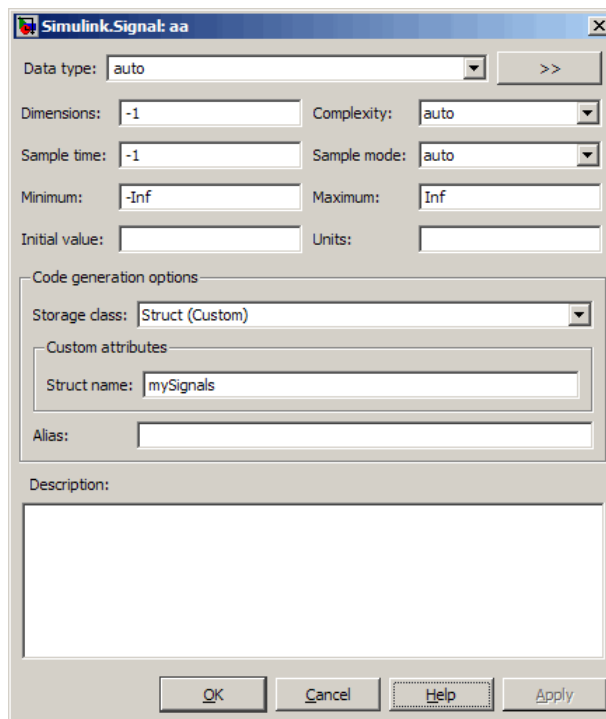 Simulink.Signal: aa
Data type: auto >>
Dimensions: -1 Complexity: auto
Sample time: -1 Sample mode: auto
Minimum: -Inf Maximum: Inf
Initial value: Units:
Code generation options
Storage class: Struct (Custom)
Custom attributes
Struct name: mySignals
Alias:
Description:
OK Cancel Help Apply